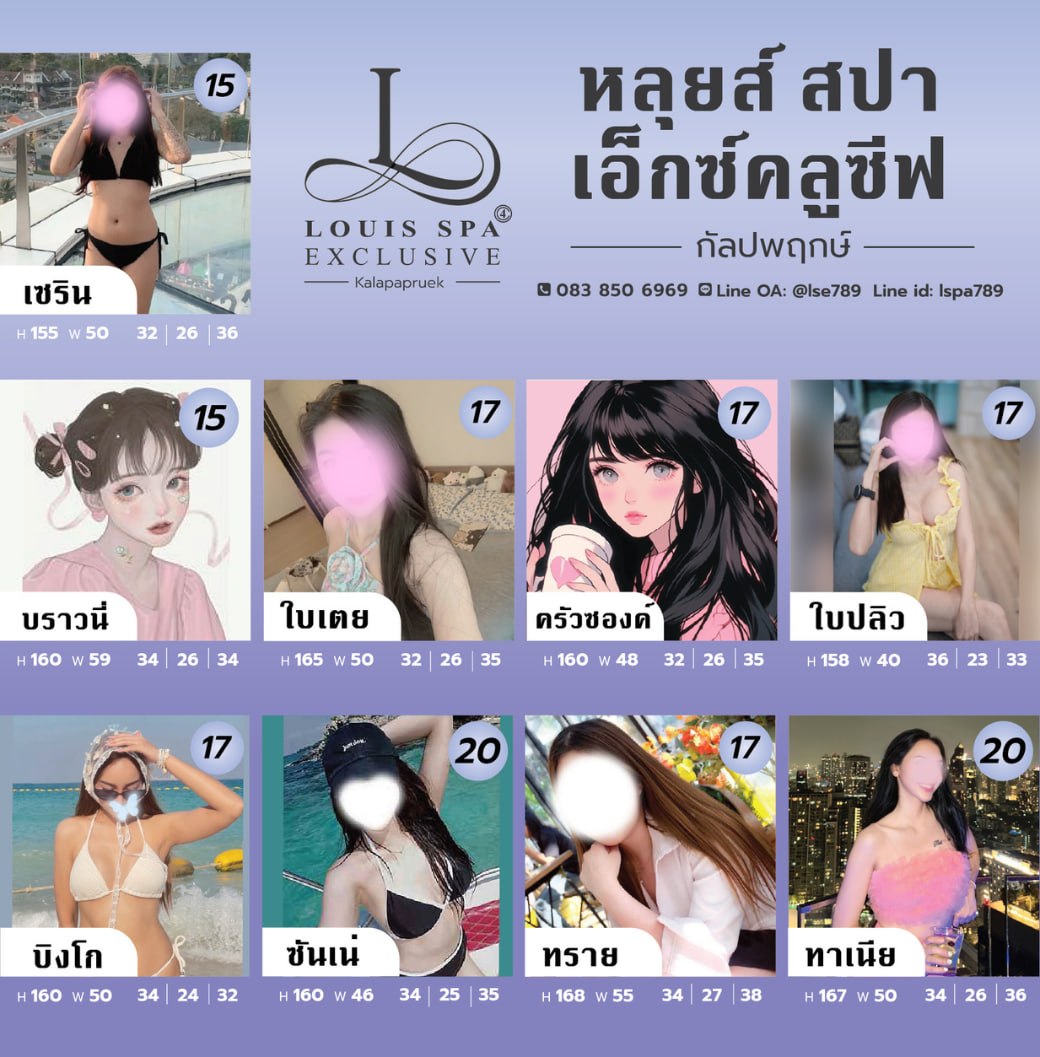 15
LOUIS SPA ④
EXCLUSIVE
Kalapapruek
หลุยส์ สปา
เอ็กซ์คลูซีฟ
กัลปพฤกษ์
083 850 6969 Line OA: @lse789 Line id: lspa789
เซริน
H 155 W 50 32 | 26 | 36
15
บราวนี่
H 160 W 59 34 | 26 | 34
17
ใบเตย
H 165 W 50 32 | 26 | 35
17
ครัวซองค์
H 160 W 48 32 | 26 | 35
17
ใบปลิว
H 158 W 40 36 | 23 | 33
17
บิงโก
H 160 W 50 34 | 24 | 32
20
ซันเน่
H 160 W 46 34 | 25 | 35
17
ทราย
H 168 W 55 34 | 27 | 38
20
ทาเนีย
H 167 W 50 34 | 26 | 36